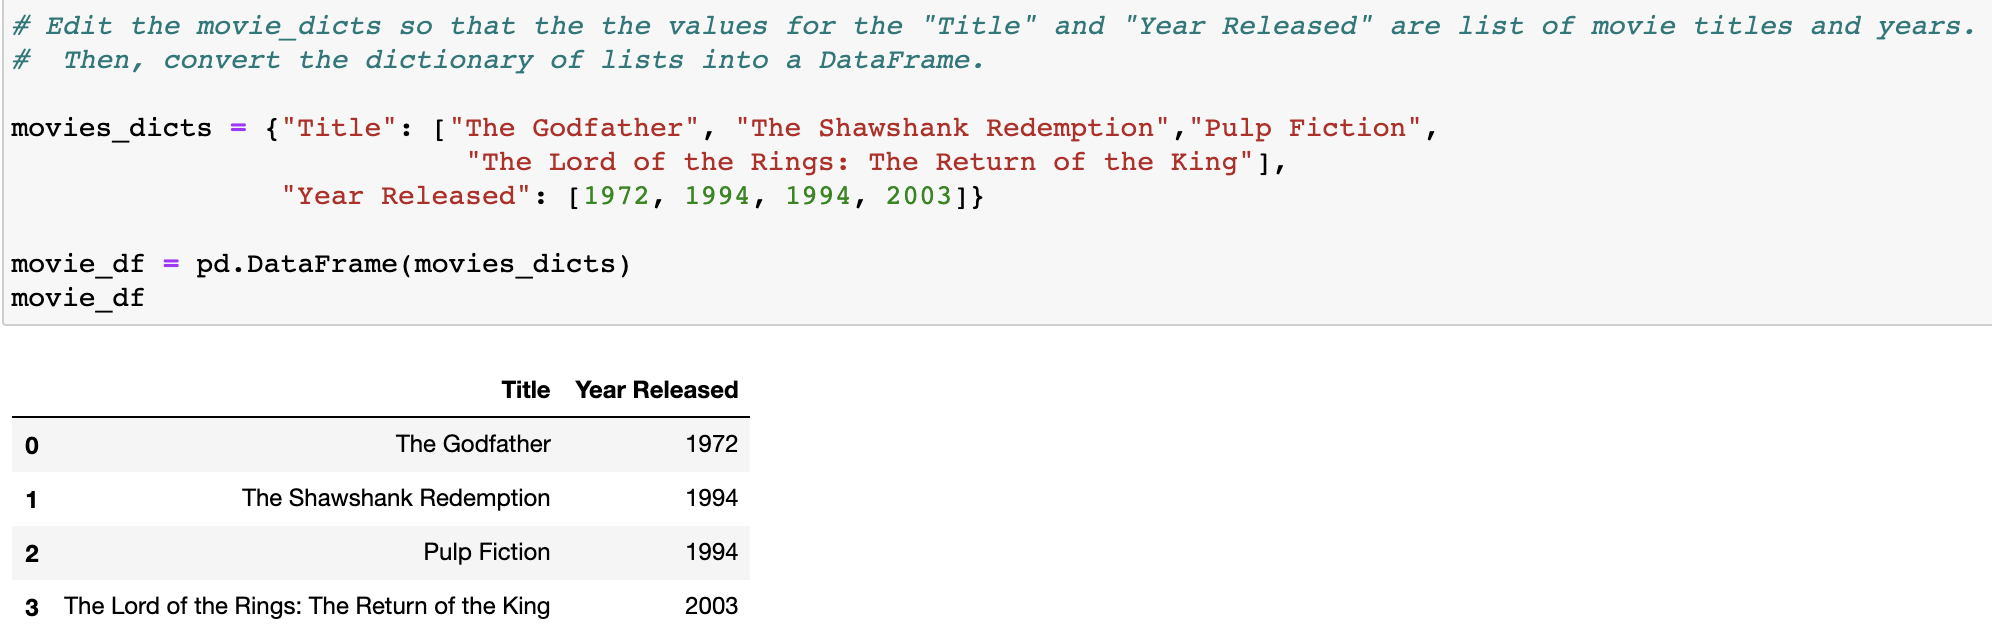 # Edit the movie_dicts so that the the values for the "Title" and "Year Released" are list of movie titles and years.
#  Then, convert the dictionary of lists into a DataFrame.
movies_dicts = {"Title": ["The Godfather", "The Shawshank Redemption","Pulp Fiction",
"The Lord of the Rings: The Return of the King"],
"Year Released": [1972, 1994, 1994, 2003]}
movie_df = pd.DataFrame(movies_dicts)
movie_df
Title Year Released
0 The Godfather 1972
1 The Shawshank Redemption 1994
2 Pulp Fiction 1994
3 The Lord of the Rings: The Return of the King 2003